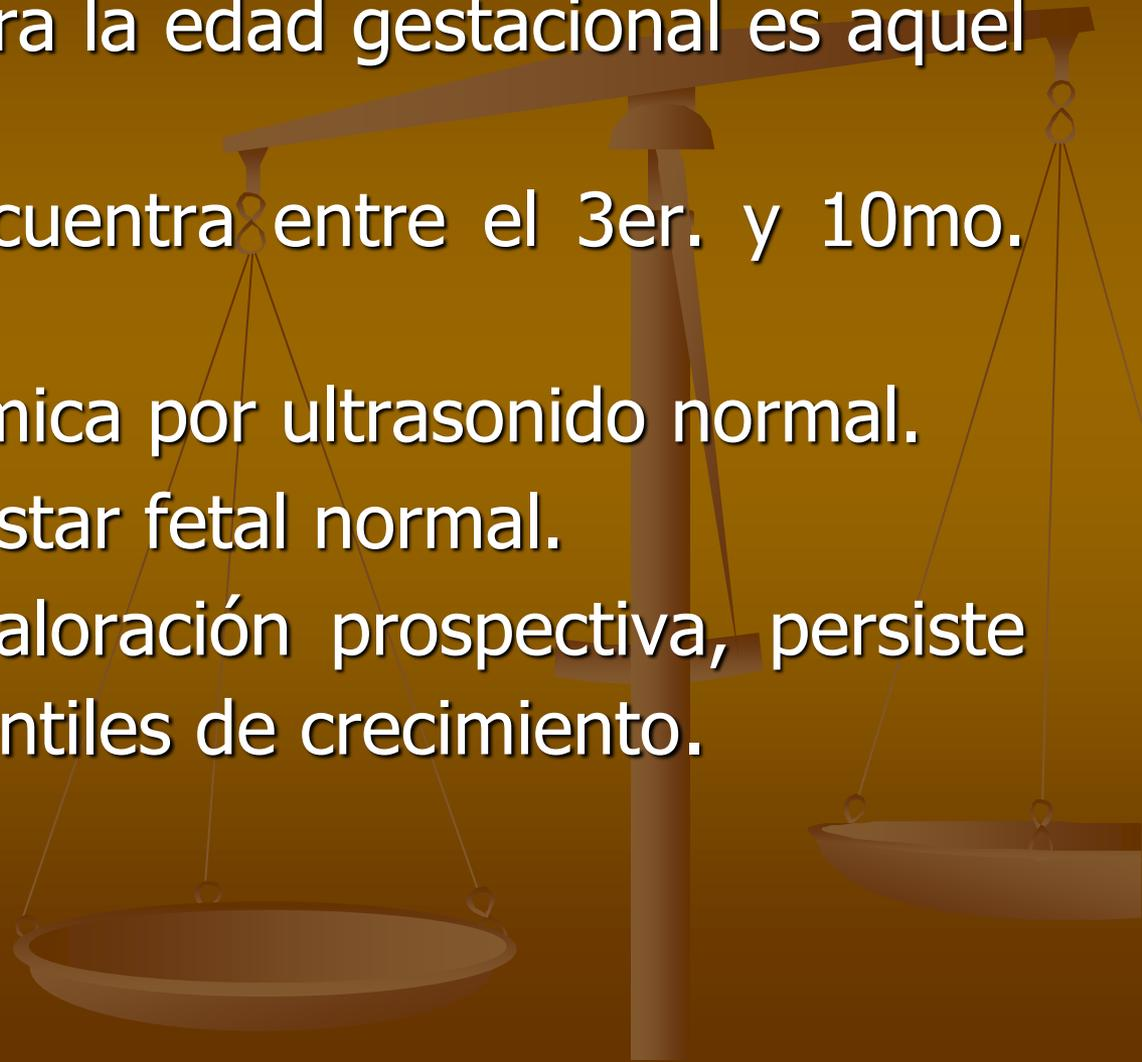 ra la edad gestacional es aquel
cuentra entre el 3er. y 10mo.
mica por ultrasonido normal.
star fetal normal.
aloración prospectiva, persiste
ntiles de crecimiento.